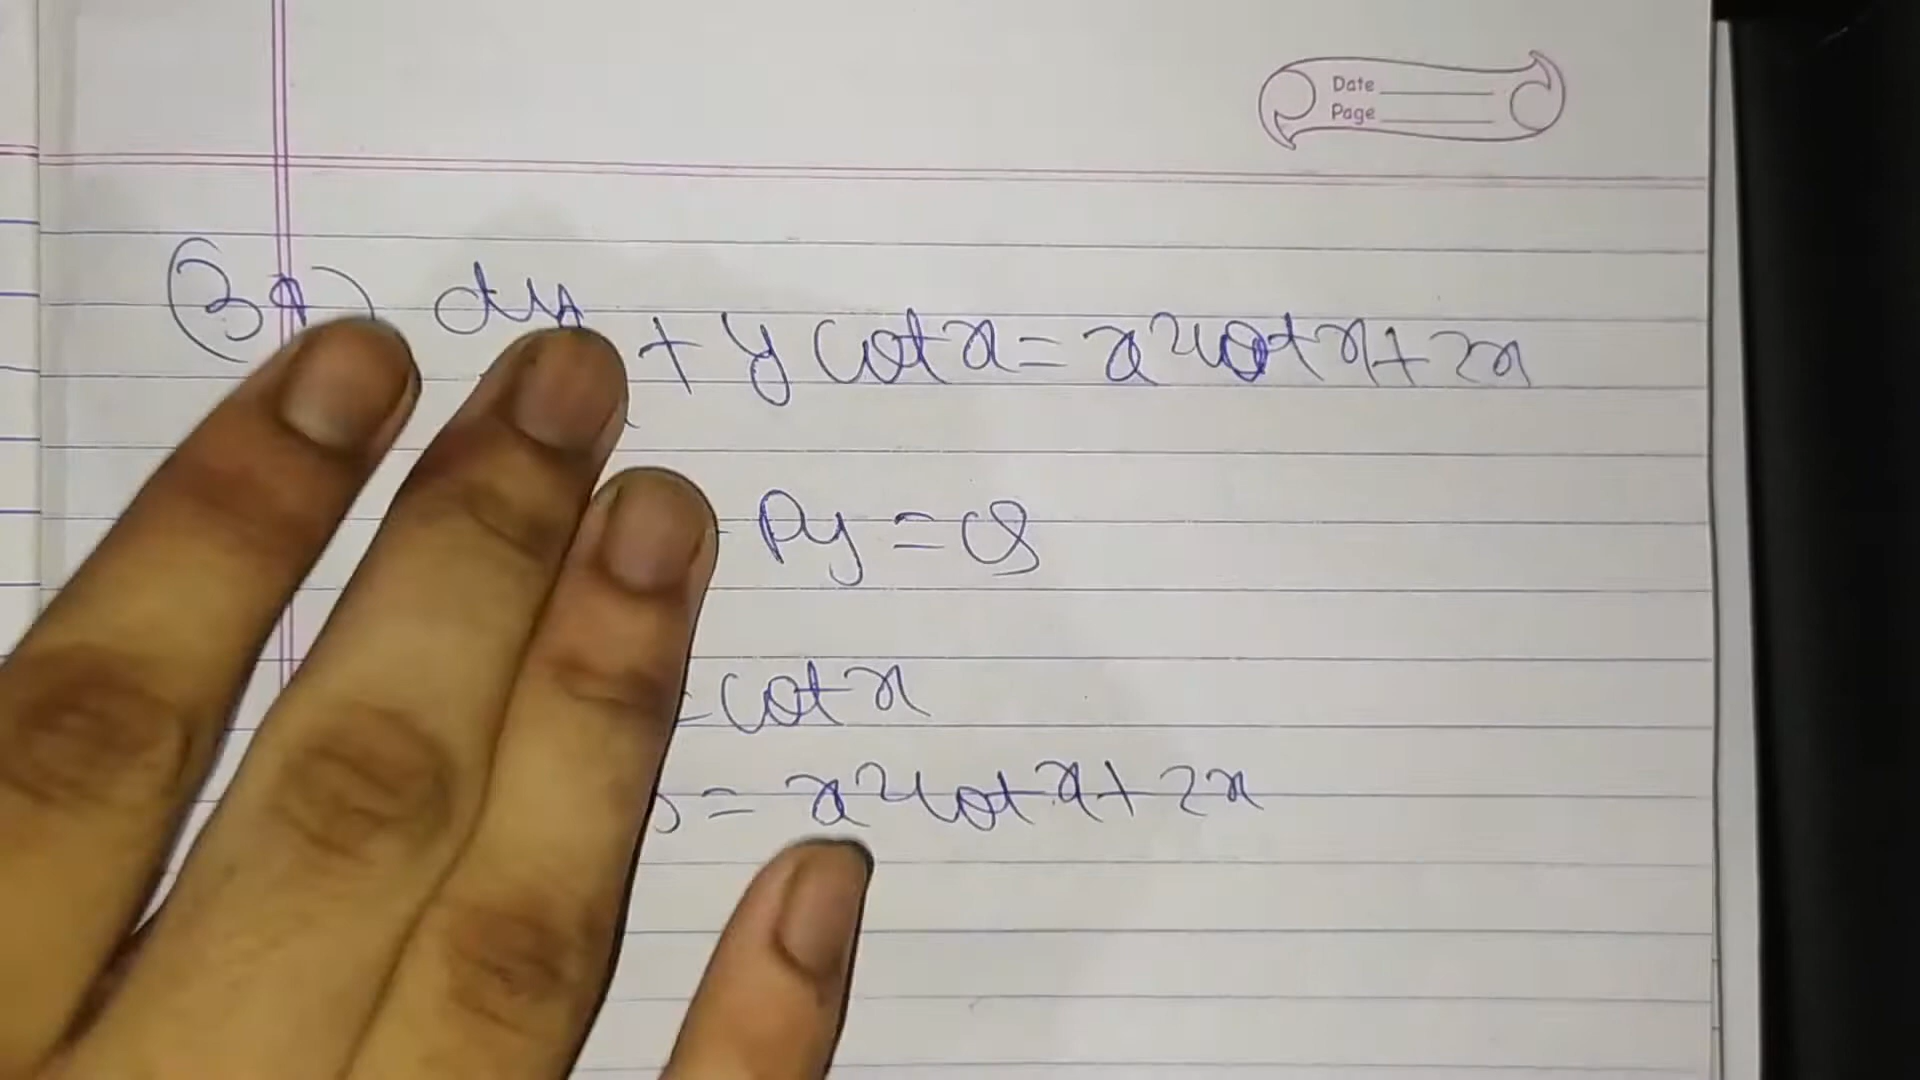 Date
Page
dy + y cot x = x² cot x + 2x
Py = Q
= cot x
= x² cot x + 2x